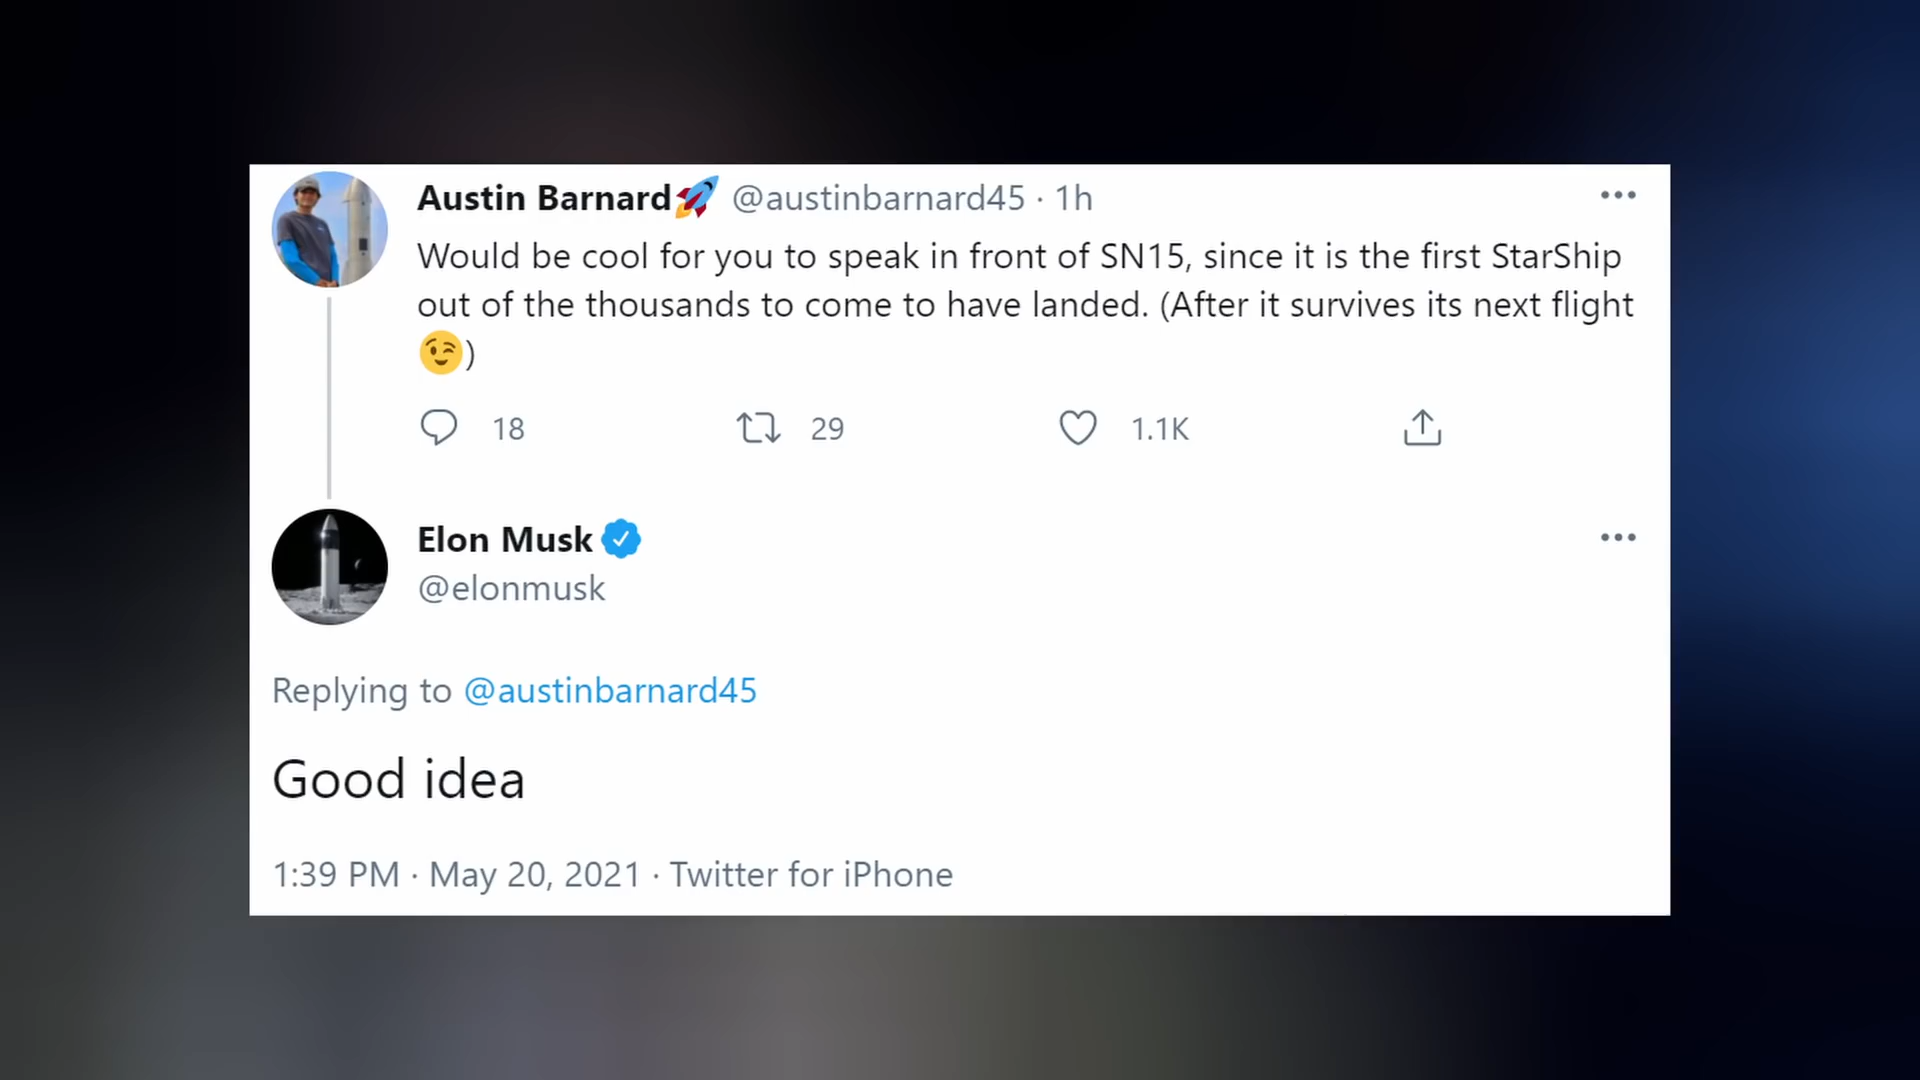 Austin Barnard🚀 @austinbarnard45 · 1h
Would be cool for you to speak in front of SN15, since it is the first StarShip
out of the thousands to come to have landed. (After it survives its next flight
😉)
18 29 1.1K
Elon Musk
@elonmusk
Replying to @austinbarnard45
Good idea
1:39 PM · May 20, 2021 · Twitter for iPhone